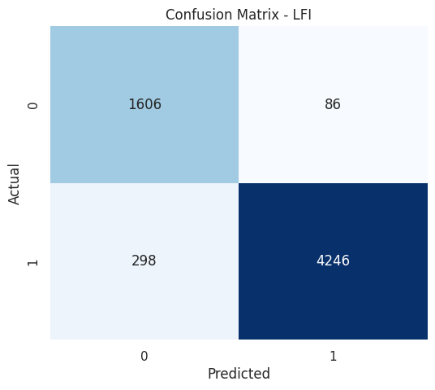 Confusion Matrix - LFI
0
1606
86
Actual
1
298
4246
0
1
Predicted